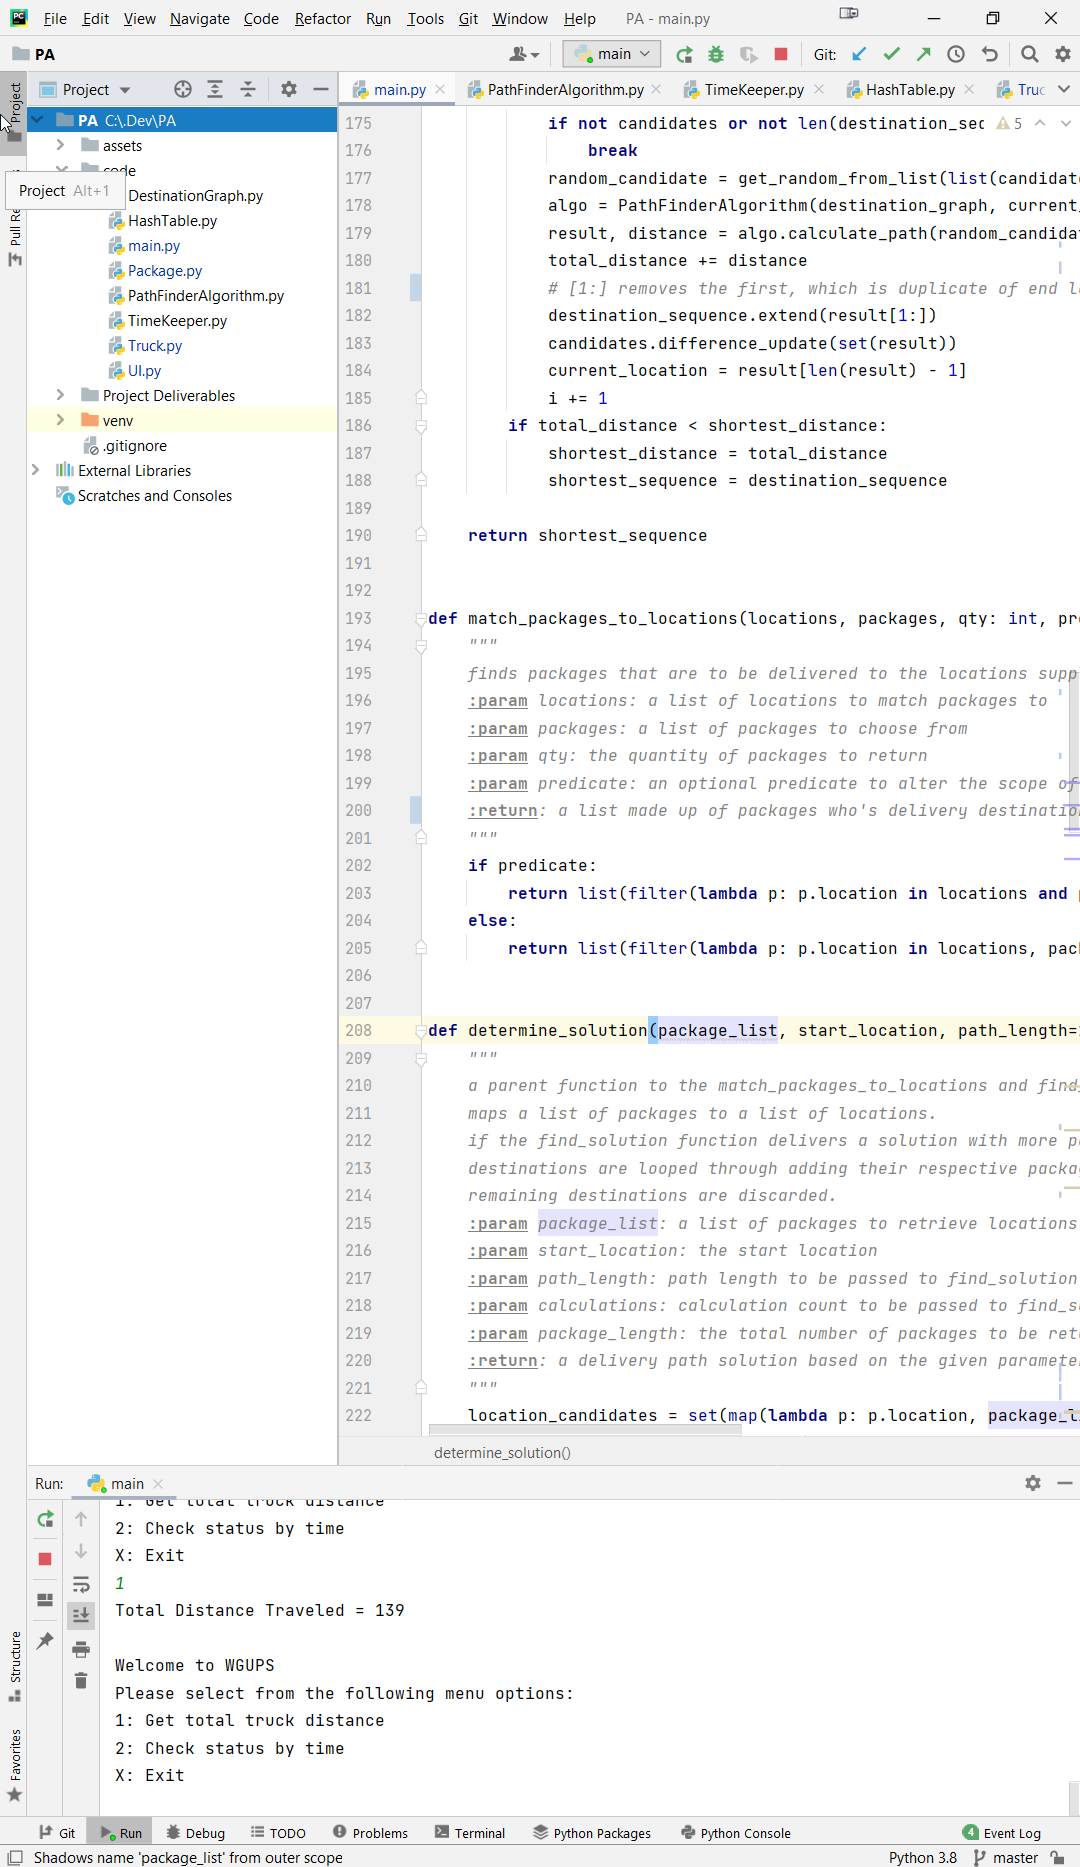 File Edit View Navigate Code Refactor Run Tools Git Window Help PA - main.py
PA main Git:
Project main.py PathFinderAlgorithm.py TimeKeeper.py HashTable.py Truc
Project
PA C:\.Dev\PA
assets
code
Project Alt+1
DestinationGraph.py
HashTable.py
main.py
Package.py
PathFinderAlgorithm.py
TimeKeeper.py
Truck.py
UI.py
Project Deliverables
venv
.gitignore
External Libraries
Scratches and Consoles
Pull Re
175 if not candidates or not len(destination_seq 5
176 break
177 random_candidate = get_random_from_list(list(candidate
178 algo = PathFinderAlgorithm(destination_graph, current_
179 result, distance = algo.calculate_path(random_candida
180 total_distance += distance
181 # [1:] removes the first, which is duplicate of end l
182 destination_sequence.extend(result[1:])
183 candidates.difference_update(set(result))
184 current_location = result[len(result) - 1]
185 i += 1
186 if total_distance < shortest_distance:
187 shortest_distance = total_distance
188 shortest_sequence = destination_sequence
189
190 return shortest_sequence
191
192
193 def match_packages_to_locations(locations, packages, qty: int, pr
194 """
195 finds packages that are to be delivered to the locations supp
196 :param locations: a list of locations to match packages to
197 :param packages: a list of packages to choose from
198 :param qty: the quantity of packages to return
199 :param predicate: an optional predicate to alter the scope of
200 :return: a list made up of packages who's delivery destinatio
201 """
202 if predicate:
203 return list(filter(lambda p: p.location in locations and p
204 else:
205 return list(filter(lambda p: p.location in locations, pac
206
207
208 def determine_solution(package_list, start_location, path_length=
209 """
210 a parent function to the match_packages_to_locations and find_
211 maps a list of packages to a list of locations.
212 if the find_solution function delivers a solution with more p
213 destinations are looped through adding their respective packa
214 remaining destinations are discarded.
215 :param package_list: a list of packages to retrieve locations
216 :param start_location: the start location
217 :param path_length: path length to be passed to find_solution
218 :param calculations: calculation count to be passed to find_s
219 :param package_length: the total number of packages to be ret
220 :return: a delivery path solution based on the given paramete
221 """
222 location_candidates = set(map(lambda p: p.location, package_l
determine_solution()
Run: main
1: Get total truck distance
2: Check status by time
X: Exit
1
Total Distance Traveled = 139
Welcome to WGUPS
Please select from the following menu options:
1: Get total truck distance
2: Check status by time
X: Exit
Structure
Favorites
Git Run Debug TODO Problems Terminal Python Packages Python Console 4 Event Log
Shadows name 'package_list' from outer scope Python 3.8 master